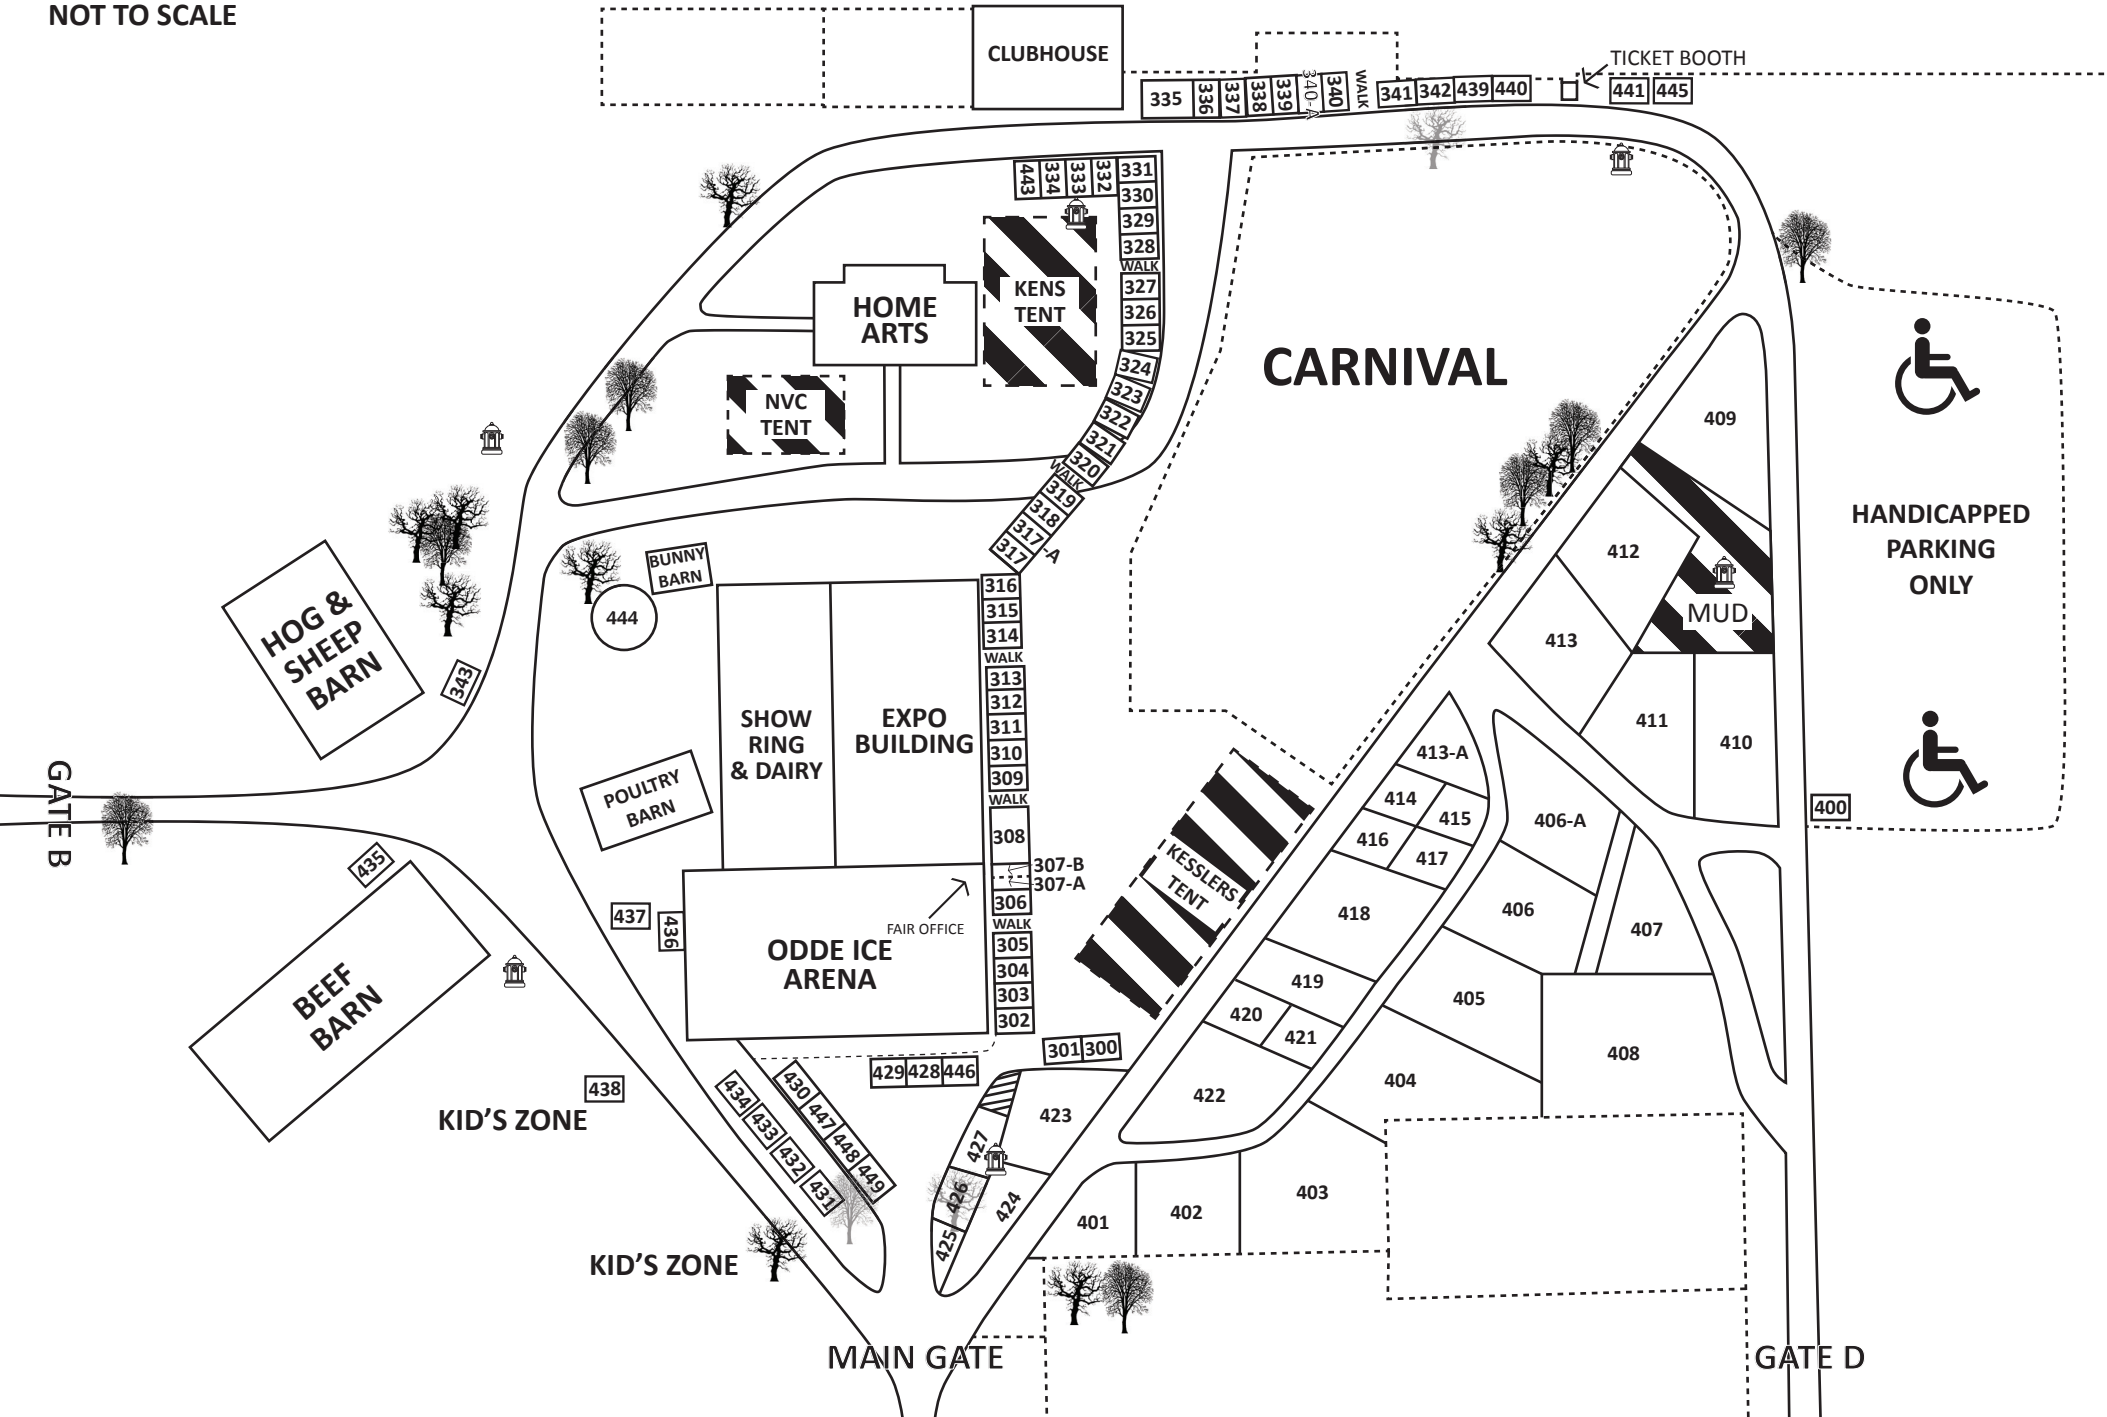 NOT TO SCALE
CLUBHOUSE
TICKET BOOTH
335
336
337
338
339
340-A
340
WALK
341
342
439
440
441
445
443
334
333
332
331
330
329
328
WALK
327
326
325
324
323
322
321
320
WALK
319
318
317-A
317
KENS
TENT
HOME
ARTS
NVC
TENT
CARNIVAL
409
HANDICAPPED
PARKING
ONLY
412
MUD
413
411
410
400
BUNNY
BARN
444
HOG &
SHEEP
BARN
343
316
315
314
WALK
313
312
311
310
309
WALK
308
307-B
307-A
306
WALK
305
304
303
302
SHOW
RING
& DAIRY
EXPO
BUILDING
POULTRY
BARN
GATE B
435
437
436
FAIR OFFICE
ODDE ICE
ARENA
BEEF
BARN
KESSLERS
TENT
413-A
414
415
416
417
406-A
418
406
407
419
405
420
421
408
404
422
301
300
429
428
446
438
KID'S ZONE
434
433
432
431
430
447
448
449
423
427
426
425
424
401
402
403
KID'S ZONE
MAIN GATE
GATE D